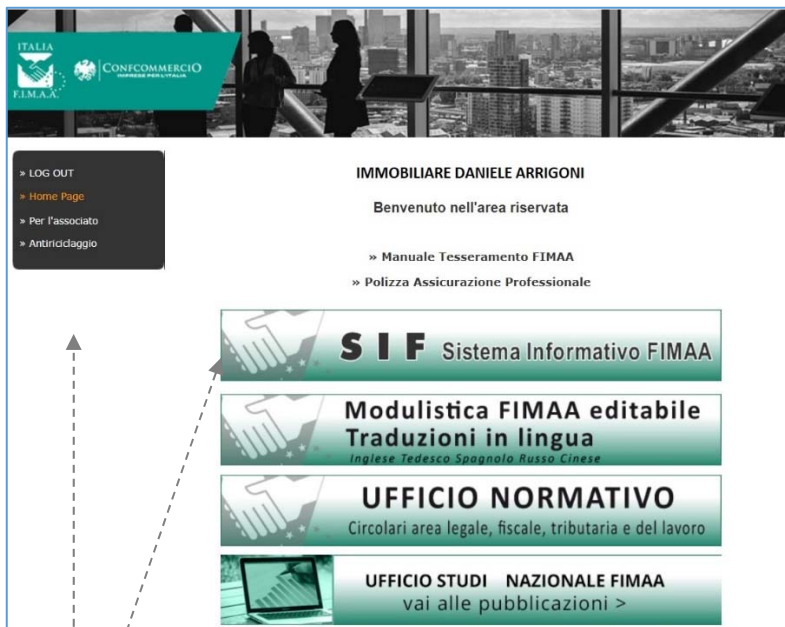 ITALIA
F.I.M.A.A.
CONFCOMMERCIO
IMPRESE PER L'ITALIA
» LOG OUT
» Home Page
» Per l'associato
» Antiriciclaggio
IMMOBILIARE DANIELE ARRIGONI
Benvenuto nell'area riservata
» Manuale Tesseramento FIMAA
» Polizza Assicurazione Professionale
SIF Sistema Informativo FIMAA
Modulistica FIMAA editabile
Traduzioni in lingua
Inglese Tedesco Spagnolo Russo Cinese
UFFICIO NORMATIVO
Circolari area legale, fiscale, tributaria e del lavoro
UFFICIO STUDI NAZIONALE FIMAA
vai alle pubblicazioni >